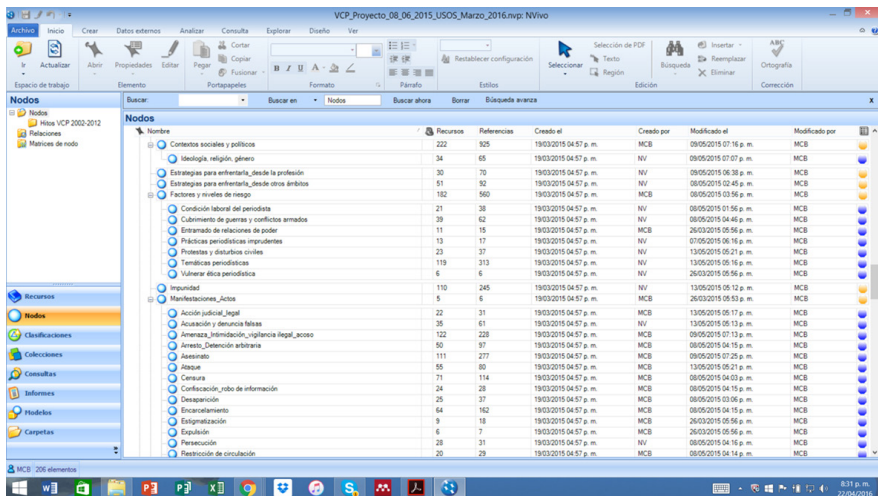 VCP_Proyecto_08_06_2015_USOS_Marzo_2016.nvp: NVivo
Archivo Inicio Crear Datos externos Analizar Consulta Explorar Diseño Ver
Ir Actualizar Abrir Propiedades Editar Pegar Cortar Copiar Fusionar
N I S A
Restablecer configuración
Seleccionar Selección de PDF Texto Región
Búsqueda Insertar Reemplazar Eliminar
ABC Ortografía
Espacio de trabajo Elemento Portapapeles Formato Párrafo Estilos Edición Corrección
Nodos Buscar: Buscar en Nodos Buscar ahora Borrar Búsqueda avanza x
Nodos
Hitos VCP 2002-2012
Relaciones
Matrices de nodo
Recursos
Nodos
Clasificaciones
Colecciones
Consultas
Informes
Modelos
Carpetas
Nodos
Nombre Recursos Referencias Creado el Creado por Modificado el Modificado por
Contextos sociales y políticos 222 925 19/03/2015 04:57 p. m. MCB 09/05/2015 07:16 p. m. MCB
Ideología, religión, género 34 65 19/03/2015 04:57 p. m. NV 09/05/2015 07:07 p. m. MCB
Estrategias para enfrentarla_desde la profesión 30 70 19/03/2015 04:57 p. m. NV 09/05/2015 06:38 p. m. MCB
Estrategias para enfrentarla_desde otros ámbitos 51 92 19/03/2015 04:57 p. m. NV 08/05/2015 02:45 p. m. MCB
Factores y niveles de riesgo 182 560 19/03/2015 04:57 p. m. MCB 08/05/2015 03:56 p. m. MCB
Condición laboral del periodista 21 38 19/03/2015 04:57 p. m. NV 08/05/2015 01:56 p. m. MCB
Cubrimiento de guerras y conflictos armados 39 62 19/03/2015 04:57 p. m. NV 08/05/2015 04:46 p. m. MCB
Entramado de relaciones de poder 11 15 19/03/2015 04:57 p. m. MCB 26/03/2015 05:56 p. m. MCB
Prácticas periodísticas imprudentes 13 17 19/03/2015 04:57 p. m. NV 07/05/2015 06:16 p. m. MCB
Protestas y disturbios civiles 23 37 19/03/2015 04:57 p. m. NV 13/05/2015 05:21 p. m. MCB
Temáticas periodísticas 119 313 19/03/2015 04:57 p. m. NV 13/05/2015 05:16 p. m. MCB
Vulnerar ética periodística 6 6 19/03/2015 04:57 p. m. NV 26/03/2015 05:56 p. m. MCB
Impunidad 110 245 19/03/2015 04:57 p. m. NV 13/05/2015 05:12 p. m. MCB
Manifestaciones_Actos 5 6 19/03/2015 04:57 p. m. MCB 26/03/2015 05:53 p. m. MCB
Acción judicial_legal 22 31 19/03/2015 04:57 p. m. MCB 13/05/2015 05:17 p. m. MCB
Acusación y denuncia falsas 35 61 19/03/2015 04:57 p. m. NV 13/05/2015 05:13 p. m. MCB
Amenaza_Intimidación_vigilancia ilegal_acoso 122 228 19/03/2015 04:57 p. m. MCB 09/05/2015 07:13 p. m. MCB
Arresto_Detención arbitraria 50 97 19/03/2015 04:57 p. m. MCB 08/05/2015 04:15 p. m. MCB
Asesinato 111 277 19/03/2015 04:57 p. m. MCB 09/05/2015 07:25 p. m. MCB
Ataque 55 80 19/03/2015 04:57 p. m. MCB 13/05/2015 05:21 p. m. MCB
Censura 71 114 19/03/2015 04:57 p. m. MCB 08/05/2015 04:03 p. m. MCB
Confiscación_robo de información 24 28 19/03/2015 04:57 p. m. MCB 08/05/2015 04:15 p. m. MCB
Desaparición 25 37 19/03/2015 04:57 p. m. MCB 08/05/2015 03:06 p. m. MCB
Encarcelamiento 64 162 19/03/2015 04:57 p. m. MCB 08/05/2015 04:15 p. m. MCB
Estigmatización 9 18 19/03/2015 04:57 p. m. MCB 26/03/2015 05:56 p. m. MCB
Expulsión 6 7 19/03/2015 04:57 p. m. MCB 26/03/2015 05:56 p. m. MCB
Persecución 28 31 19/03/2015 04:57 p. m. NV 08/05/2015 04:16 p. m. MCB
Restricción de circulación 20 29 19/03/2015 04:57 p. m. MCB 08/05/2015 04:14 p. m. MCB
MCB 206 elementos
8:31 p. m.
22/04/2016